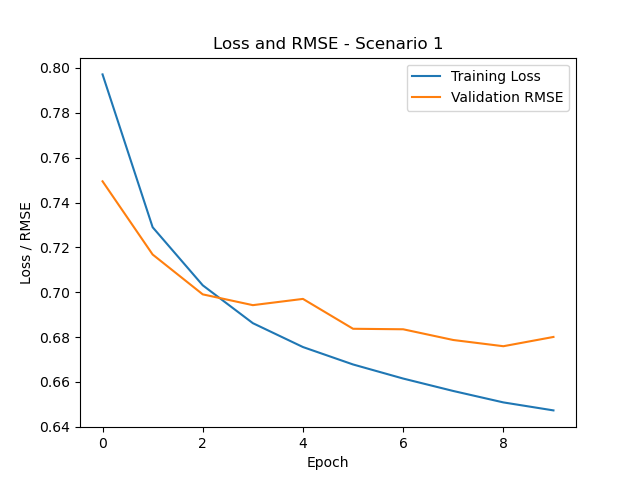 Loss and RMSE - Scenario 1
Training Loss
Validation RMSE
Loss / RMSE
0.80
0.78
0.76
0.74
0.72
0.70
0.68
0.66
0.64
0 2 4 6 8
Epoch